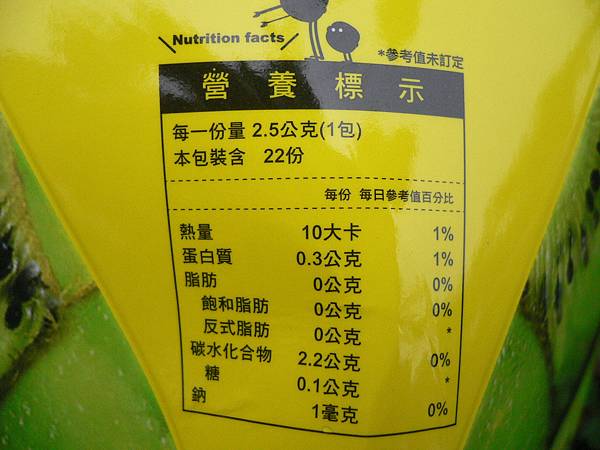 Nutrition facts
*參考值未訂定
營養標示
每一份量 2.5公克(1包)
本包裝含 22份
每份 每日參考值百分比
熱量 10大卡 1%
蛋白質 0.3公克 1%
脂肪 0公克 0%
飽和脂肪 0公克 0%
反式脂肪 0公克 *
碳水化合物 2.2公克 0%
糖 0.1公克 *
鈉 1毫克 0%